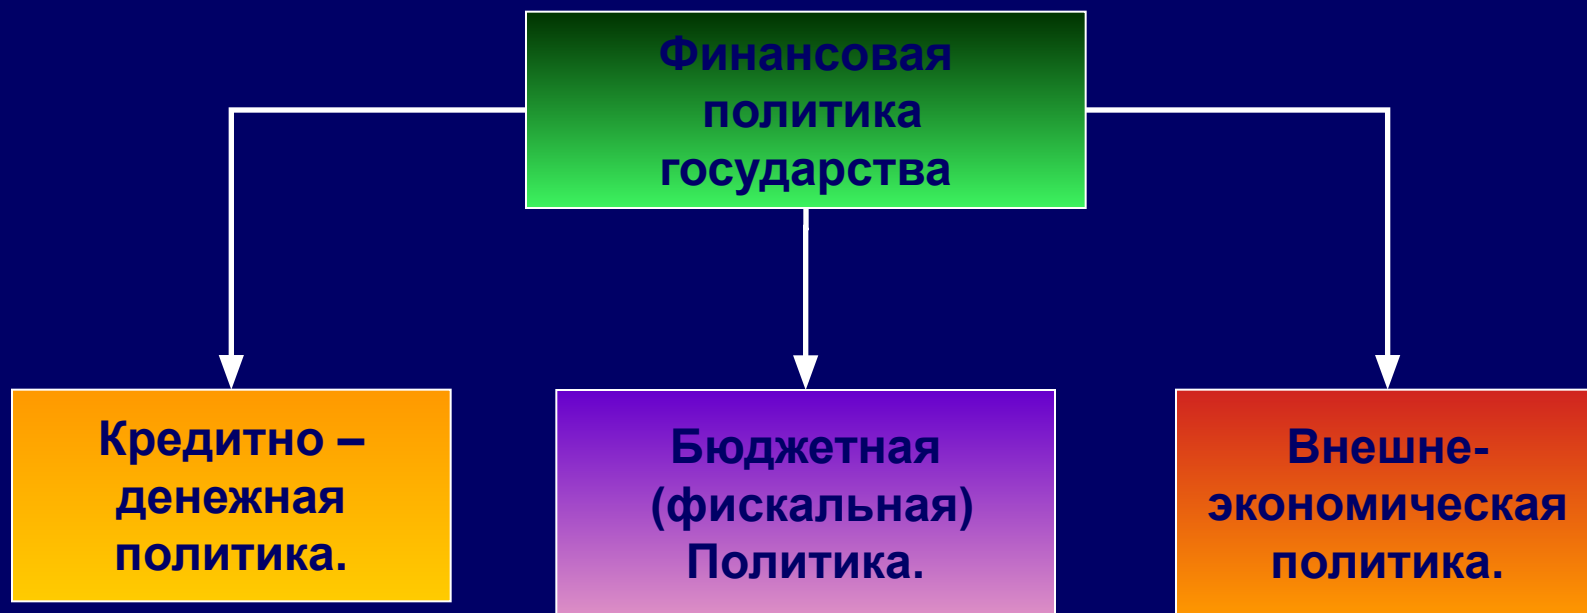 Финансовая
политика
государства
Кредитно –
денежная
политика.
Бюджетная
(фискальная)
Политика.
Внешне-
экономическая
политика.